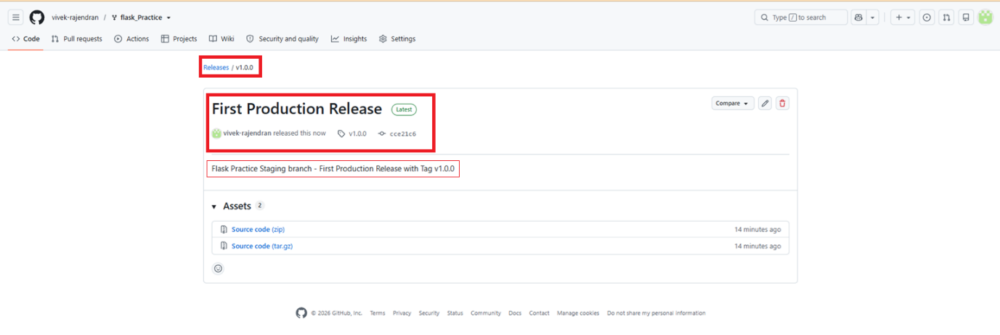 vivek-rajendran / flask_Practice
Type / to search
Code Pull requests Actions Projects Wiki Security and quality Insights Settings
Releases / v1.0.0
First Production Release Latest
Compare
vivek-rajendran released this now v1.0.0 cce21c6
Flask Practice Staging branch - First Production Release with Tag v1.0.0
Assets 2
Source code (zip) 14 minutes ago
Source code (tar.gz) 14 minutes ago
© 2026 GitHub, Inc. Terms Privacy Security Status Community Docs Contact Manage cookies Do not share my personal information